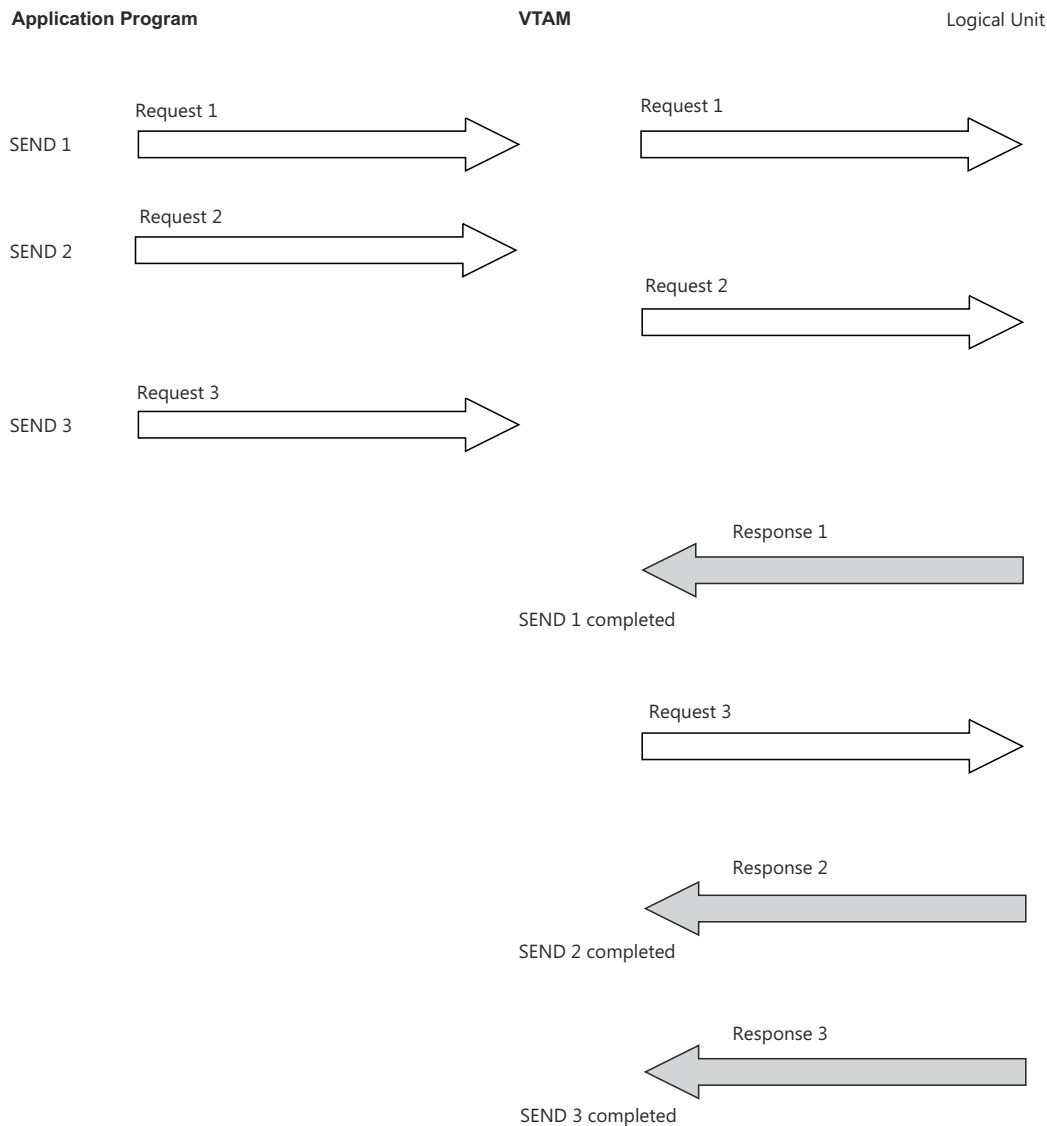 Application Program
VTAM
Logical Unit
Request 1
Request 1
SEND 1
Request 2
SEND 2
Request 2
Request 3
SEND 3
Response 1
SEND 1 completed
Request 3
Response 2
SEND 2 completed
Response 3
SEND 3 completed